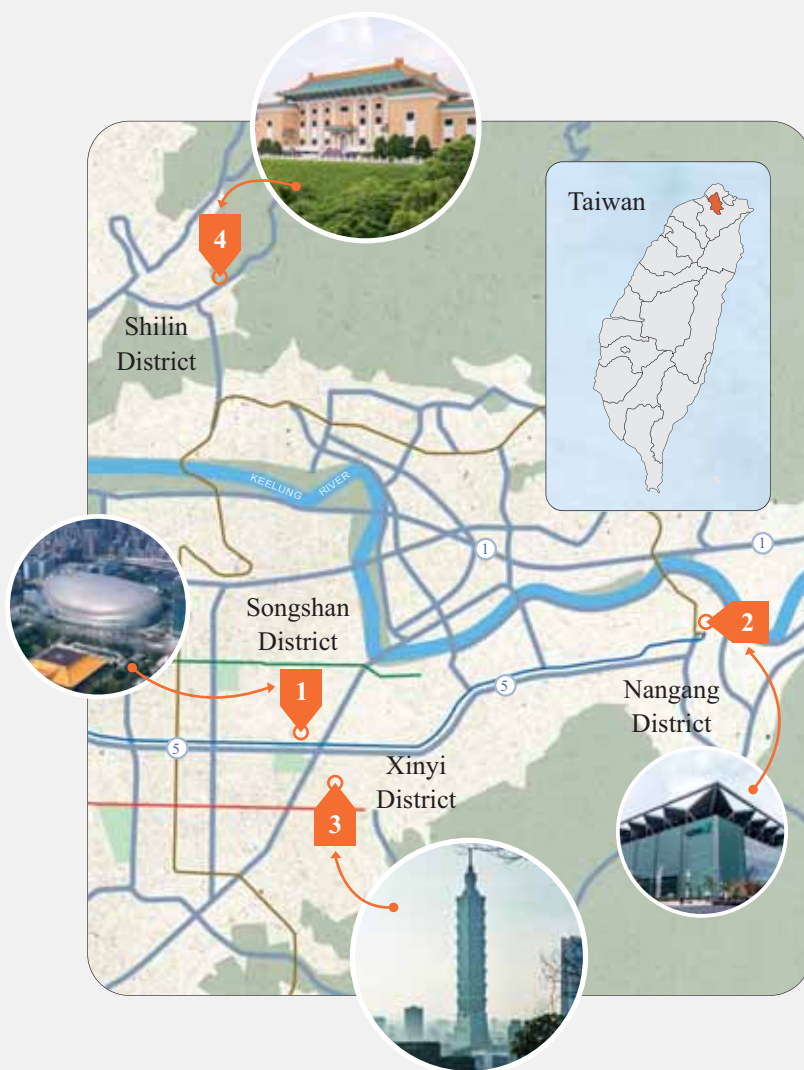 Taiwan
4
Shilin
District
KEELUNG RIVER
1
1
Songshan
District
2
1
5
Nangang
District
5
Xinyi
District
3